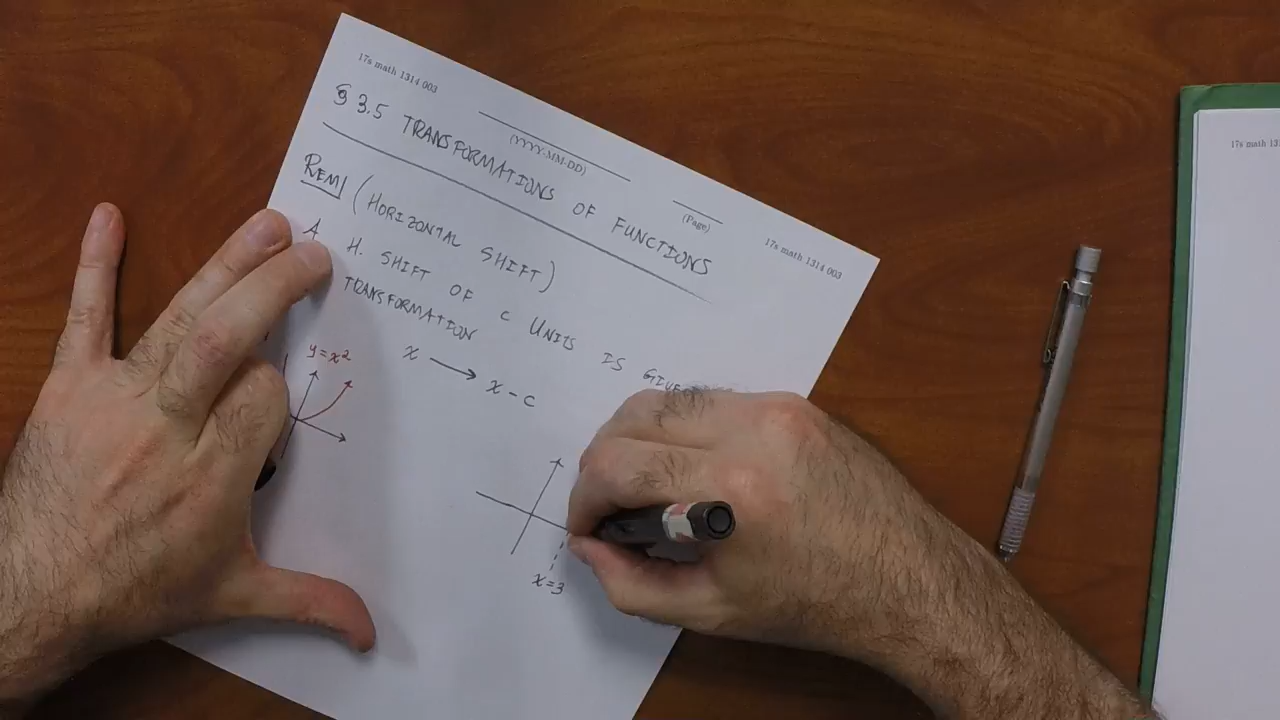 17s math 1314 003
(YYYY-MM-DD)
(Page)
17s math 1314 003
§ 3.5 TRANSFORMATIONS OF FUNCTIONS
REM| (HORIZONTAL SHIFT)
A H. SHIFT OF C UNITS IS
TRANSFORMATION
x → x - c
y = x²
x = 3
17s math